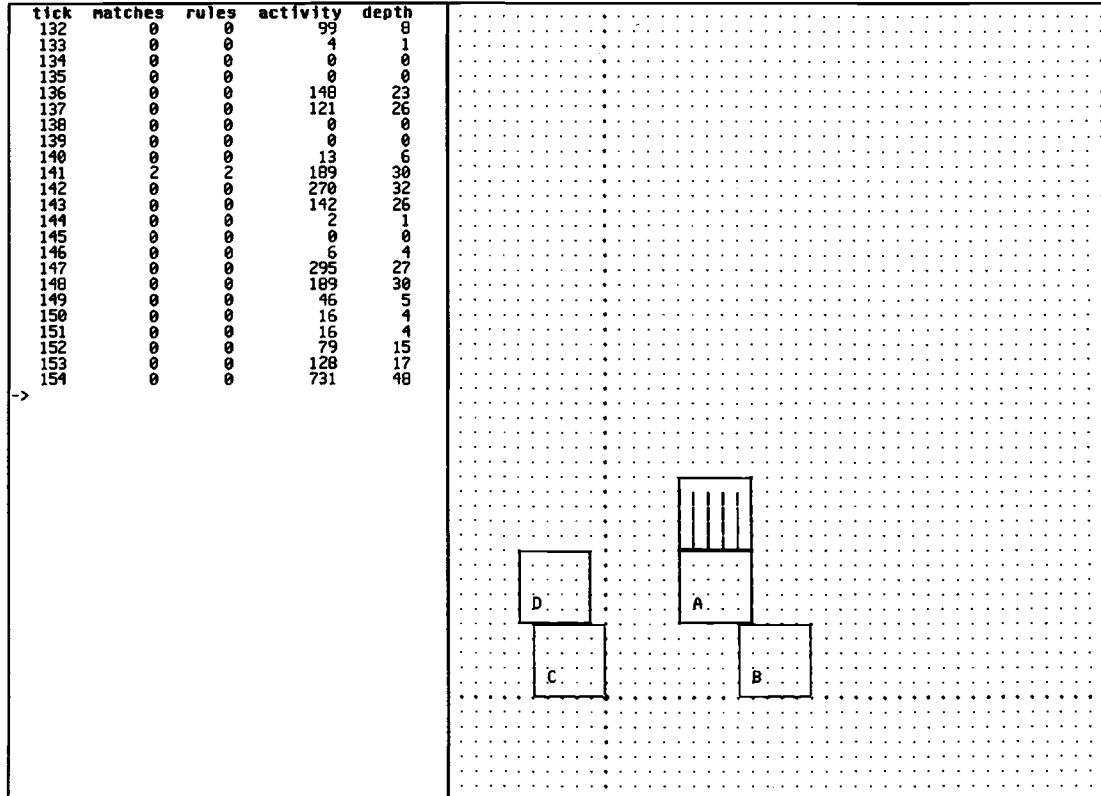 tick matches rules activity depth
132 0 0 99 8
133 0 0 4 1
134 0 0 0 0
135 0 0 0 0
136 0 0 148 23
137 0 0 121 26
138 0 0 0 0
139 0 0 0 0
140 0 0 13 6
141 2 2 189 30
142 0 0 270 32
143 0 0 142 26
144 0 0 2 1
145 0 0 0 0
146 0 0 6 4
147 0 0 295 27
148 0 0 189 30
149 0 0 46 5
150 0 0 16 4
151 0 0 16 4
152 0 0 79 15
153 0 0 128 17
154 0 0 731 48
->
D A
C B